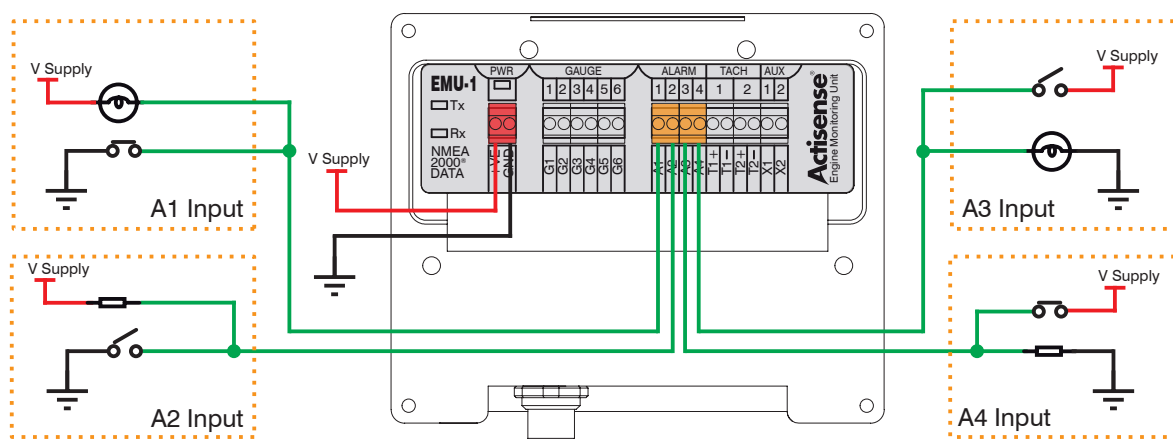 V Supply
A1 Input
V Supply
A2 Input
V Supply
EMU-1
Tx
Rx
NMEA
2000®
DATA
PWR
GAUGE
ALARM
TACH
AUX
1 2 3 4 5 6
1 2 3 4
1 2
1 2
+VE
GND
G1
G2
G3
G4
G5
G6
A1
A2
A3
A4
T1+
T1−
T2+
T2−
X1
X2
Actisense®
Engine Monitoring Unit
V Supply
A3 Input
V Supply
A4 Input